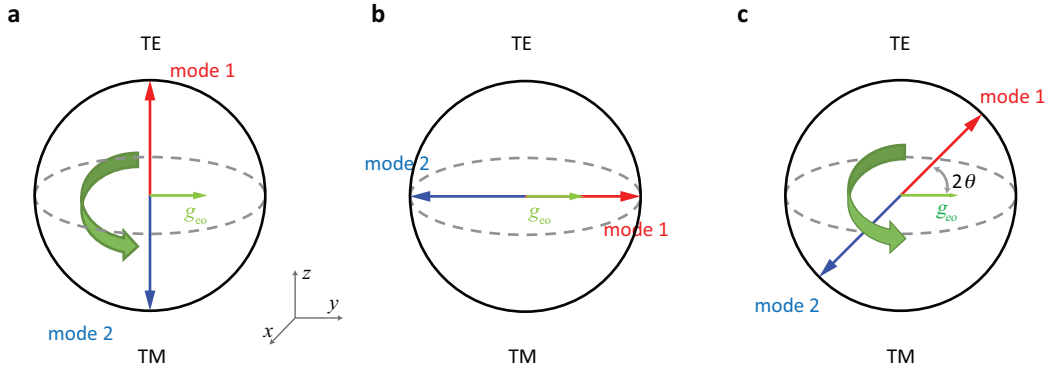 a
TE
mode 1
g_eo
mode 2
TM
z
y
x
b
TE
mode 2
g_eo
mode 1
TM
c
TE
mode 1
2θ
g_eo
mode 2
TM